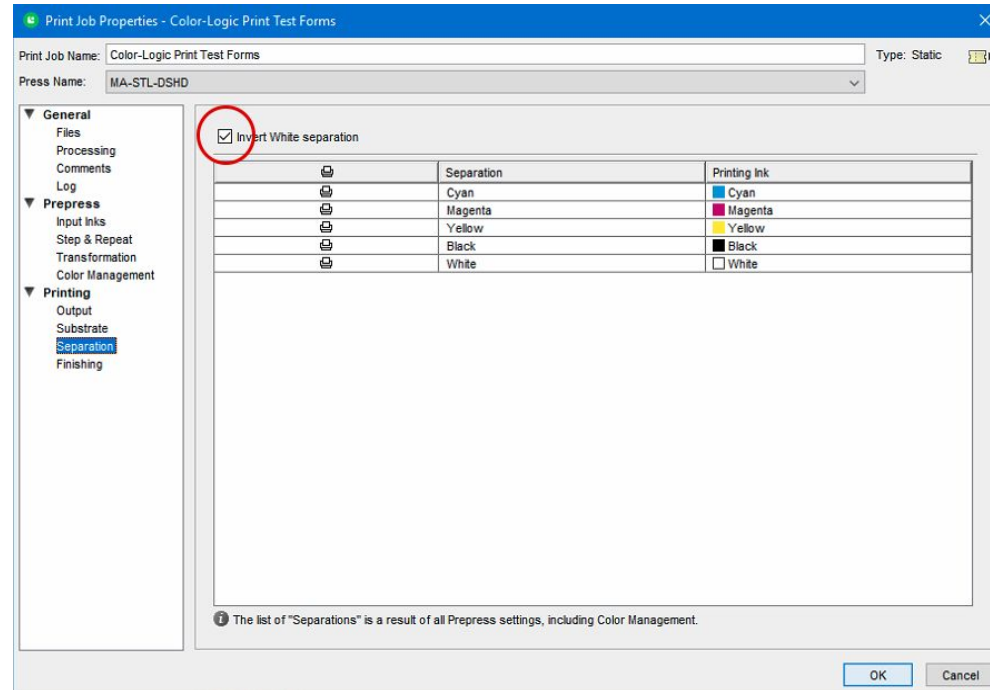 Print Job Properties - Color-Logic Print Test Forms
Print Job Name: Color-Logic Print Test Forms Type: Static
Press Name: MA-STL-DSHD
General
Files
Processing
Comments
Log
Prepress
Input Inks
Step & Repeat
Transformation
Color Management
Printing
Output
Substrate
Separation
Finishing
Invert White separation
Separation Printing Ink
Cyan Cyan
Magenta Magenta
Yellow Yellow
Black Black
White White
The list of "Separations" is a result of all Prepress settings, including Color Management.
OK Cancel